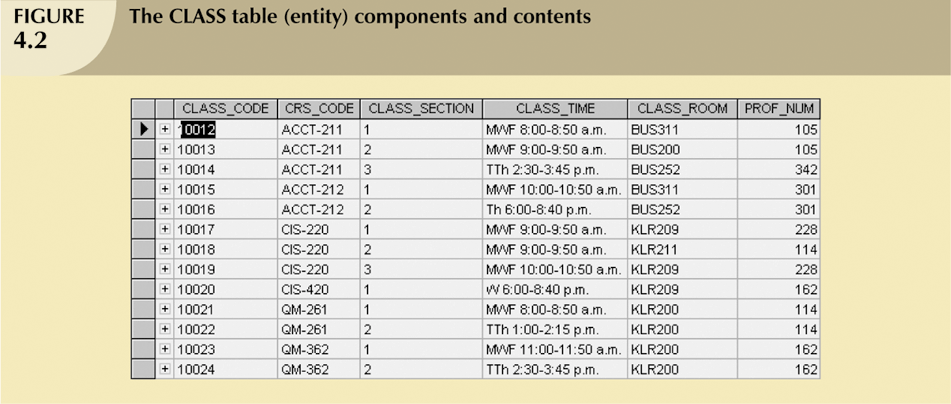 FIGURE 4.2
The CLASS table (entity) components and contents
CLASS_CODE CRS_CODE CLASS_SECTION CLASS_TIME CLASS_ROOM PROF_NUM
10012 ACCT-211 1 MWF 8:00-8:50 a.m. BUS311 105
10013 ACCT-211 2 MWF 9:00-9:50 a.m. BUS200 105
10014 ACCT-211 3 TTh 2:30-3:45 p.m. BUS252 342
10015 ACCT-212 1 MWF 10:00-10:50 a.m. BUS311 301
10016 ACCT-212 2 Th 6:00-8:40 p.m. BUS252 301
10017 CIS-220 1 MWF 9:00-9:50 a.m. KLR209 228
10018 CIS-220 2 MWF 9:00-9:50 a.m. KLR211 114
10019 CIS-220 3 MWF 10:00-10:50 a.m. KLR209 228
10020 CIS-420 1 W 6:00-8:40 p.m. KLR209 162
10021 QM-261 1 MWF 8:00-8:50 a.m. KLR200 114
10022 QM-261 2 TTh 1:00-2:15 p.m. KLR200 114
10023 QM-362 1 MWF 11:00-11:50 a.m. KLR200 162
10024 QM-362 2 TTh 2:30-3:45 p.m. KLR200 162